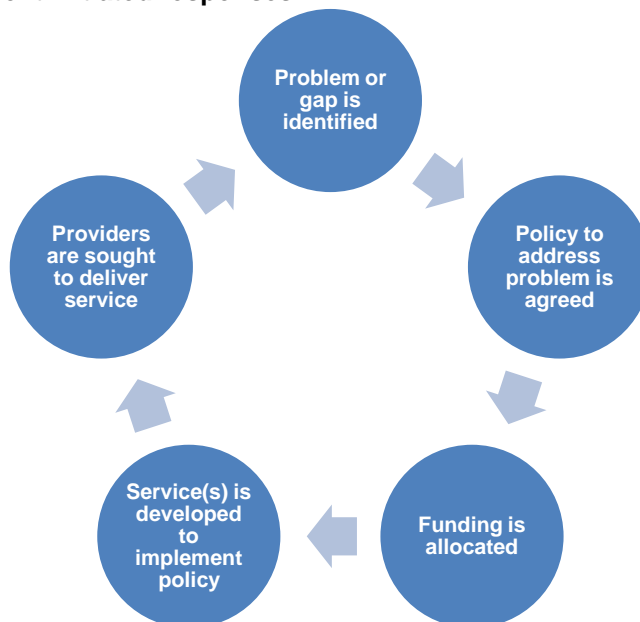 responses
Problem or
gap is
identified
Policy to
address
problem is
agreed
Funding is
allocated
Service(s) is
developed
to
implement
policy
Providers
are sought
to deliver
service